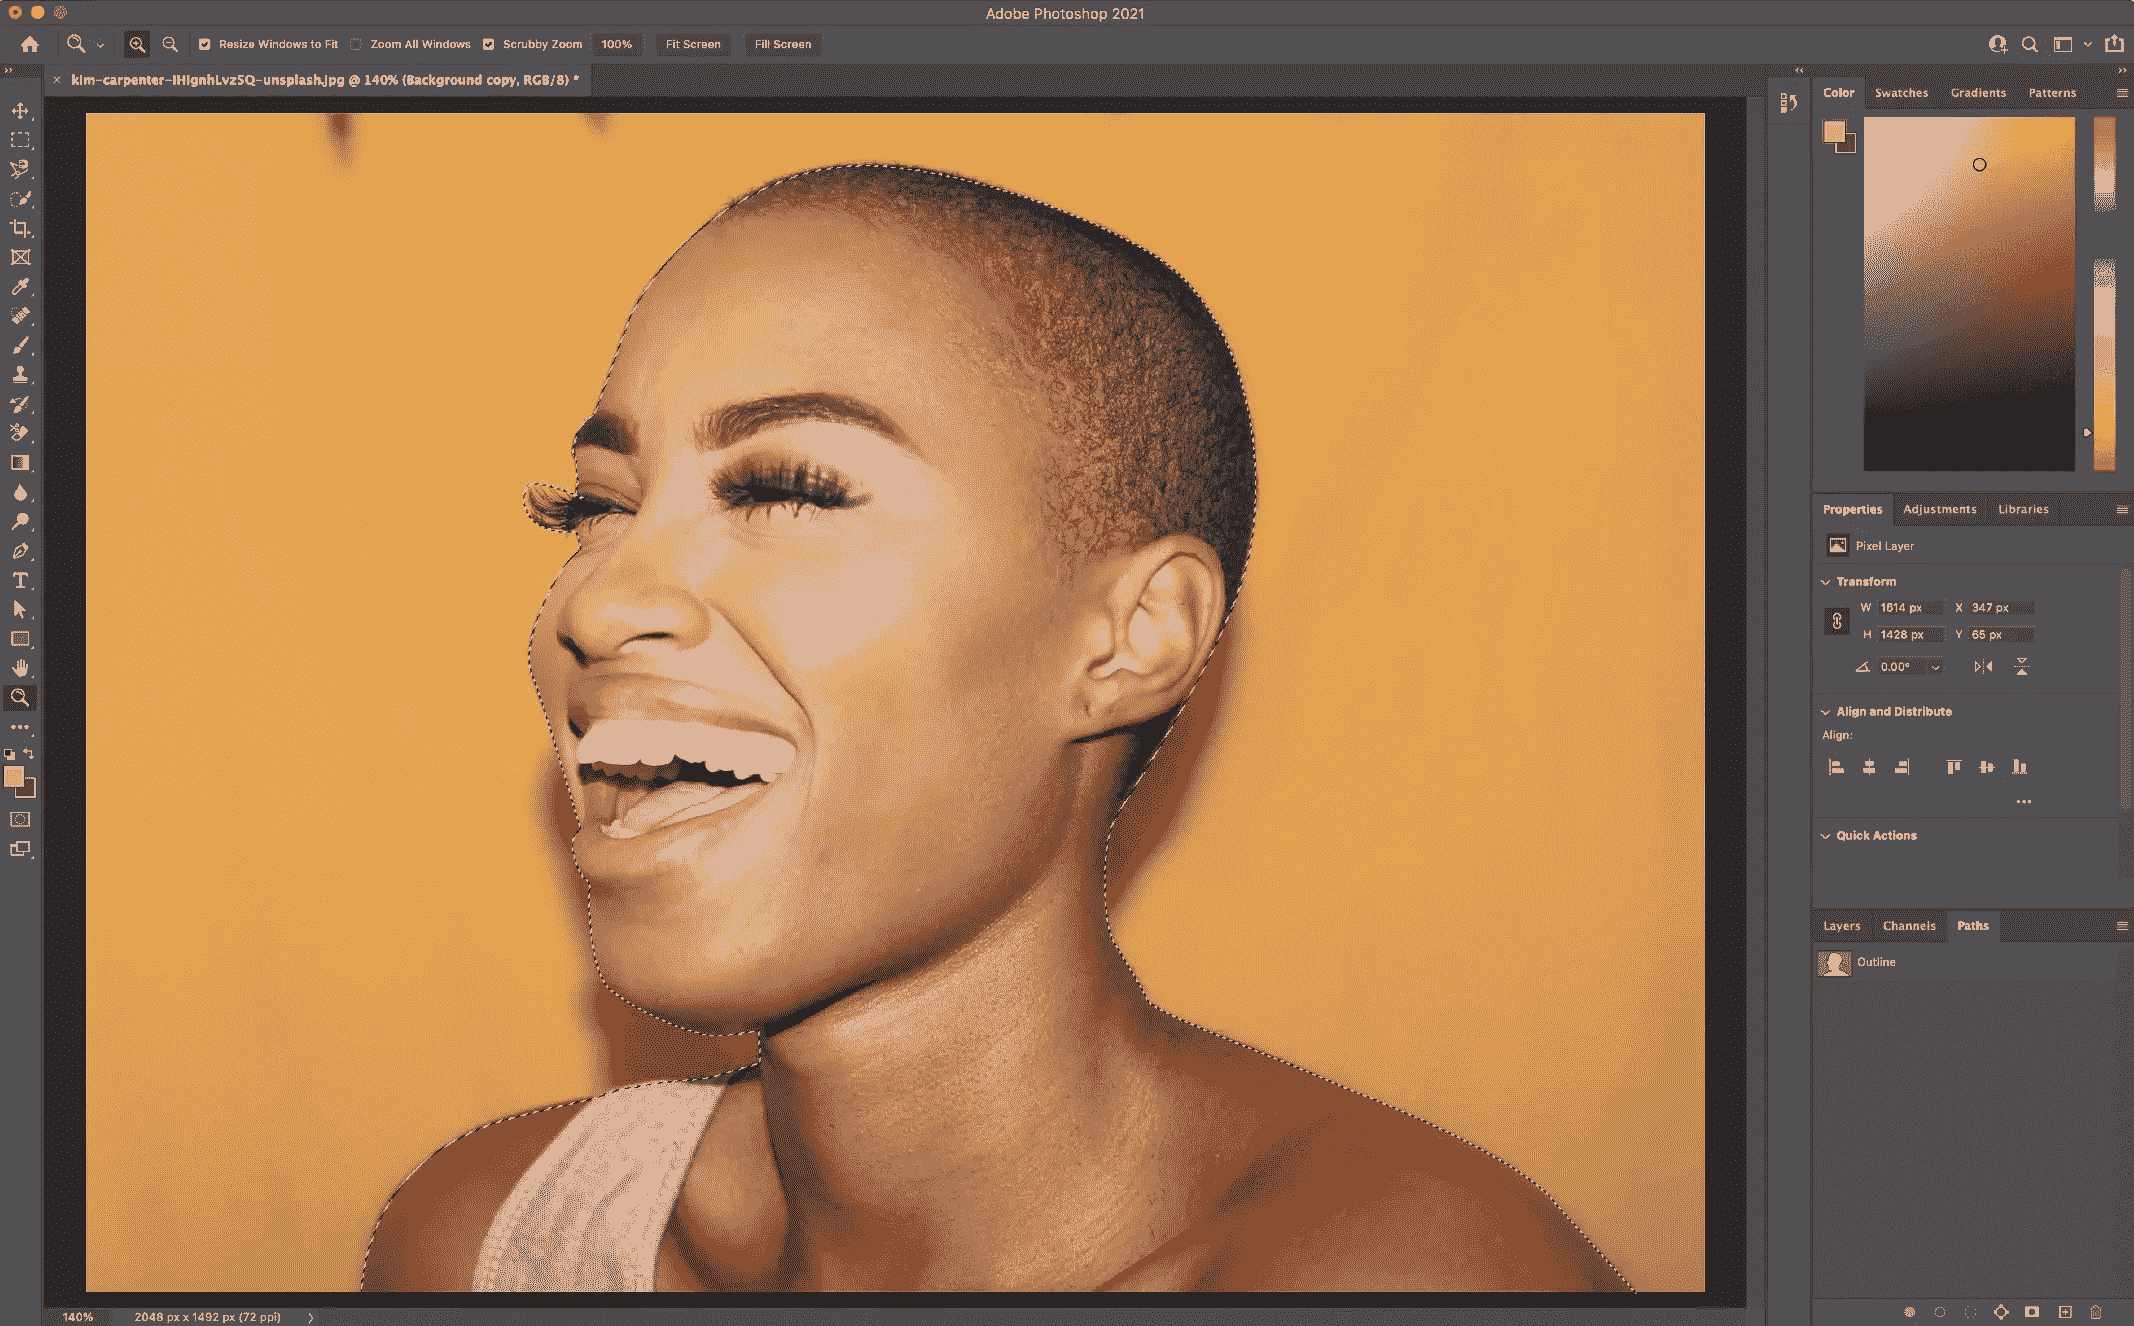 Adobe Photoshop 2021
Resize Windows to Fit Zoom All Windows Scrubby Zoom 100% Fit Screen Fill Screen
× kim-carpenter-IHIgnhLvzSQ-unsplash.jpg @ 140% (Background copy, RGB/8) *
Color Swatches Gradients Patterns
Properties Adjustments Libraries
Pixel Layer
Transform
W 1614 px X 347 px
H 1428 px Y 65 px
0.00°
Align and Distribute
Align:
Quick Actions
Layers Channels Paths
Outline
140% 2048 px x 1492 px (72 ppi)